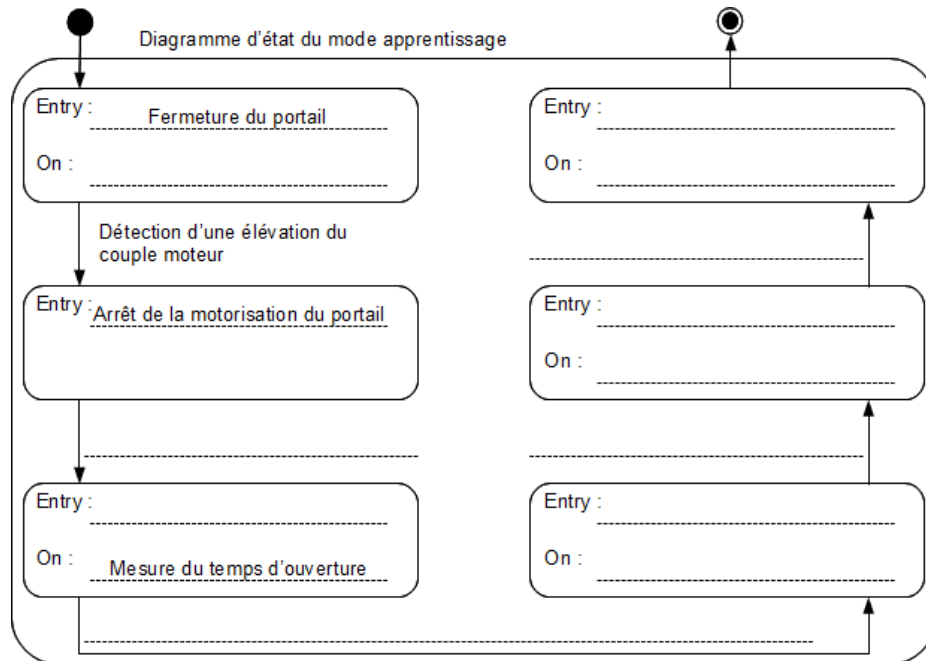 Diagramme d'état du mode apprentissage
Entry :
Fermeture du portail
On :
Détection d'une élévation du
couple moteur
Entry :
Arrêt de la motorisation du portail
Entry :
On :
Mesure du temps d'ouverture
Entry :
On :
Entry :
On :
Entry :
On :